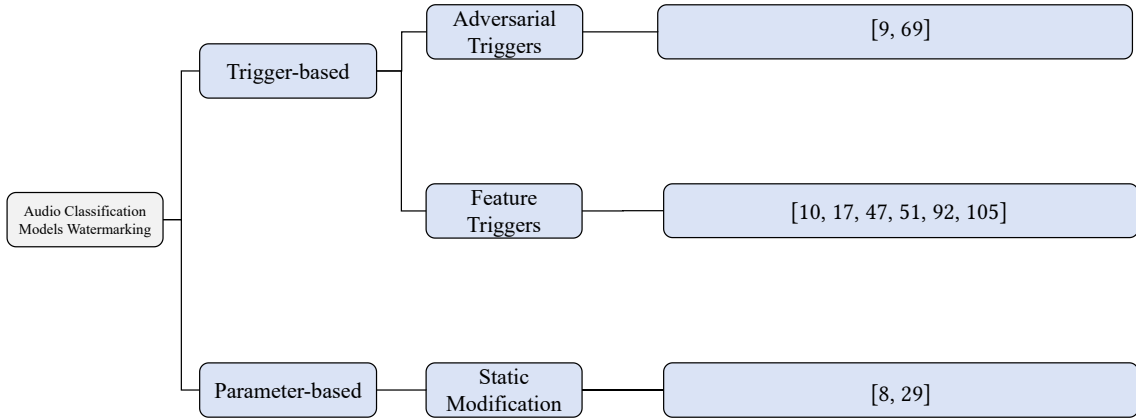 Adversarial
Triggers
[9, 69]
Trigger-based
Feature
Triggers
[10, 17, 47, 51, 92, 105]
Audio Classification
Models Watermarking
Parameter-based
Static
Modification
[8, 29]